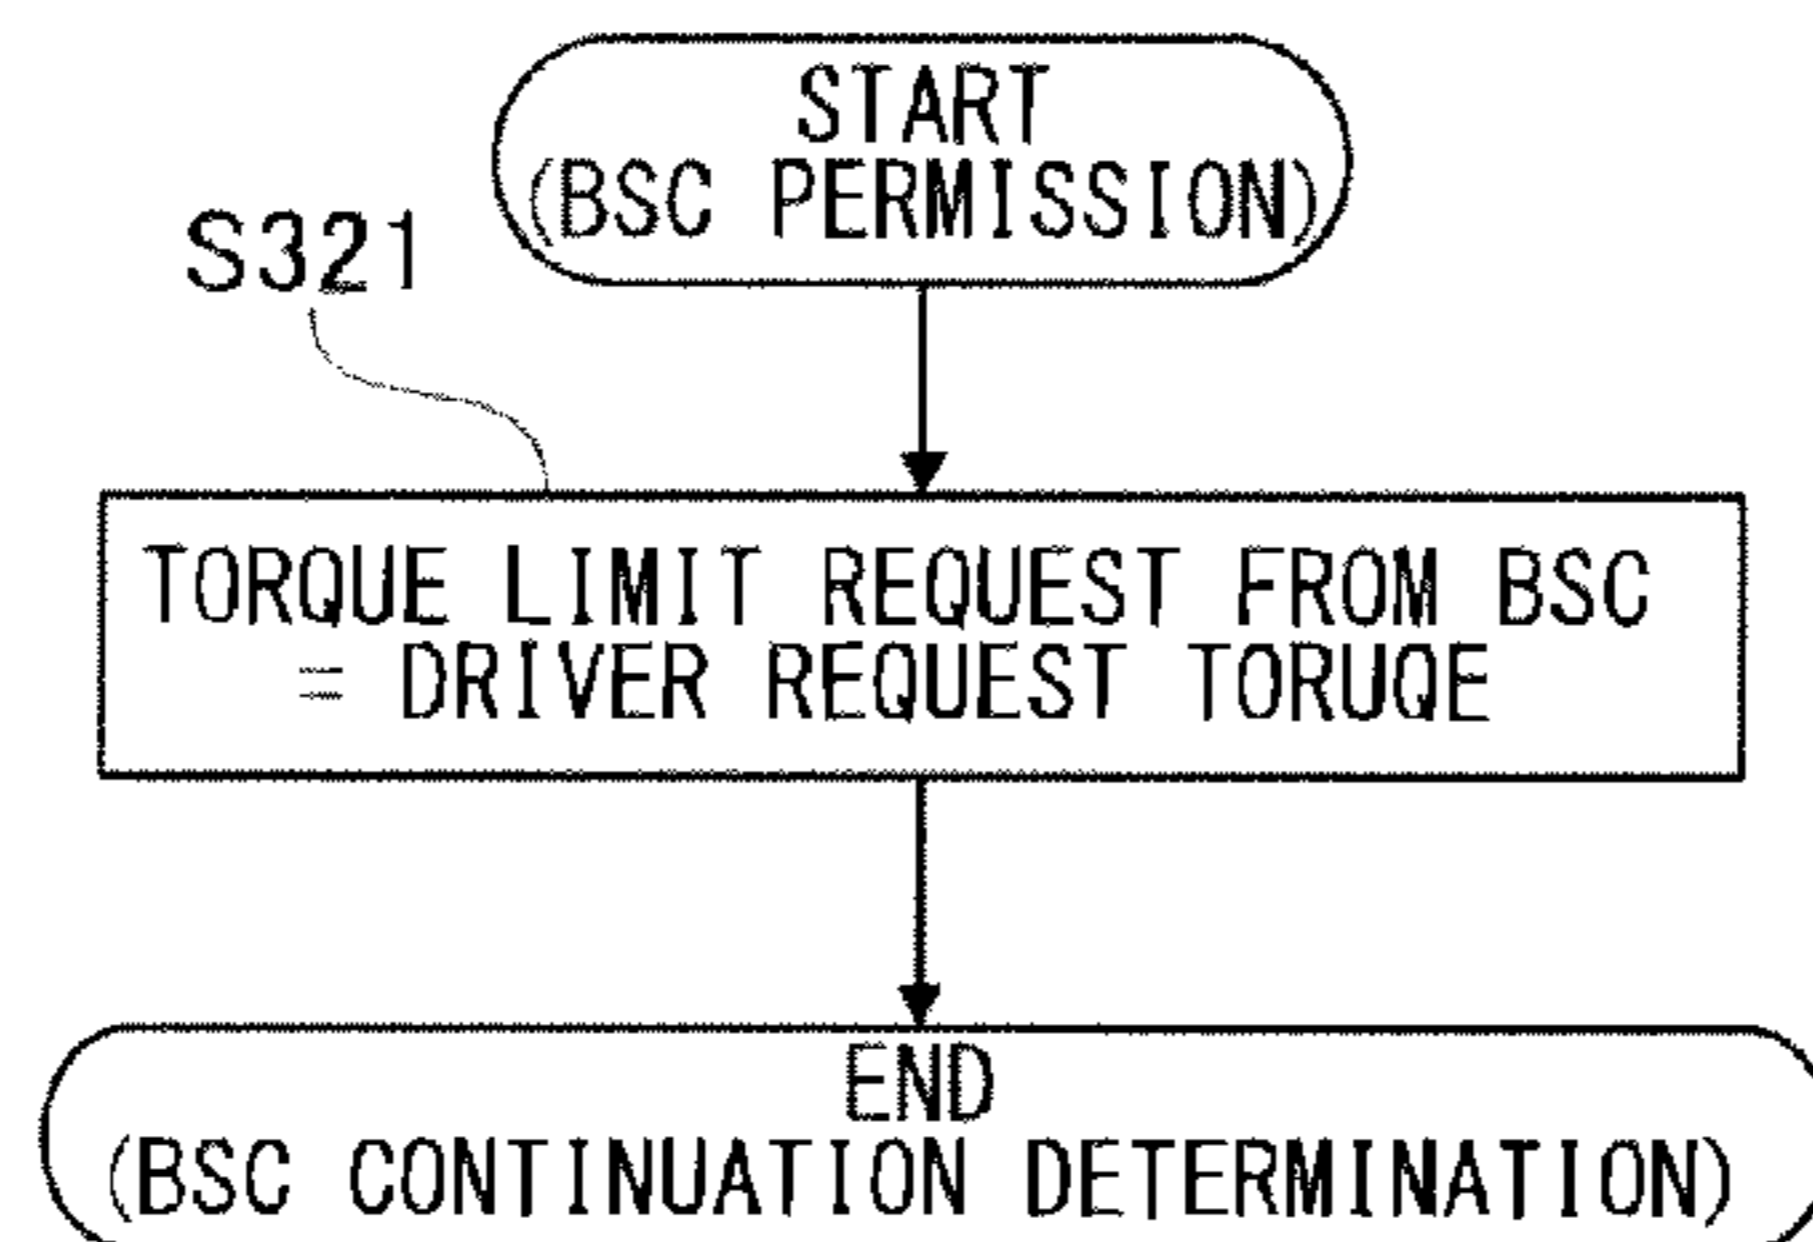 START
(BSC PERMISSION)
S321
TORQUE LIMIT REQUEST FROM BSC
= DRIVER REQUEST TORUQE
END
(BSC CONTINUATION DETERMINATION)